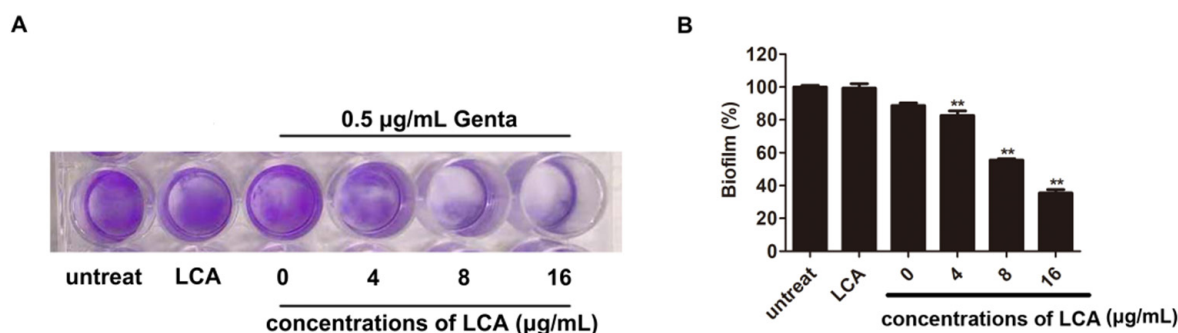 A
0.5 µg/mL Genta
untreat LCA 0 4 8 16
concentrations of LCA (µg/mL)
B
Biofilm (%)
120
100
80
60
40
20
0
**
**
**
untreat LCA 0 4 8 16
concentrations of LCA (µg/mL)